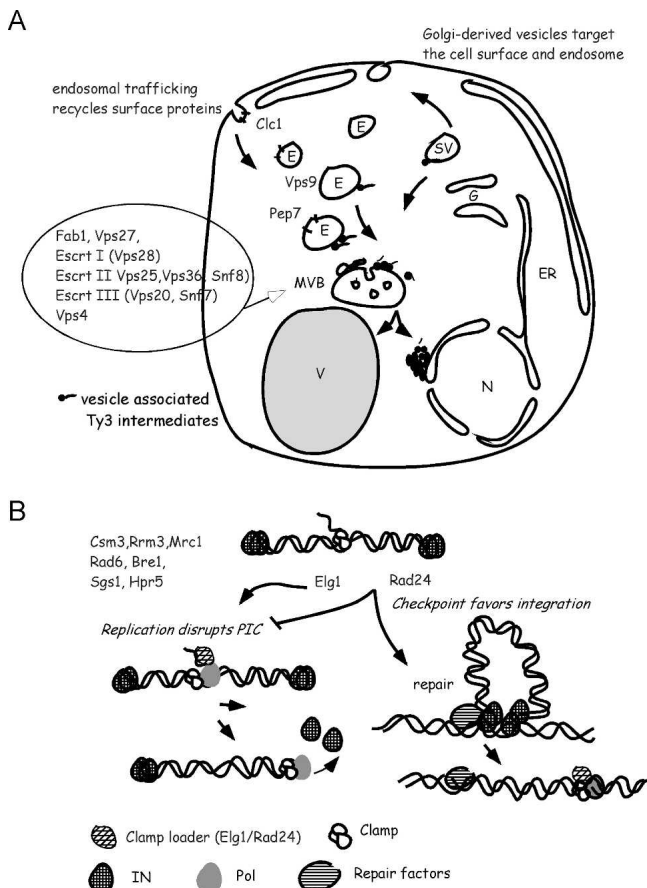 A
Golgi-derived vesicles target
the cell surface and endosome
endosomal trafficking
recycles surface proteins
Clc1
E
E
SV
Vps9
E
G
Pep7
E
Fab1, Vps27,
Escrt I (Vps28)
Escrt II Vps25,Vps36, Snf8)
Escrt III (Vps20, Snf7)
Vps4
MVB
ER
V
N
vesicle associated
Ty3 intermediates
B
Csm3,Rrm3,Mrc1
Rad6, Bre1,
Sgs1, Hpr5
Elg1
Rad24
Checkpoint favors integration
Replication disrupts PIC
repair
Clamp loader (Elg1/Rad24)
Clamp
IN
Pol
Repair factors